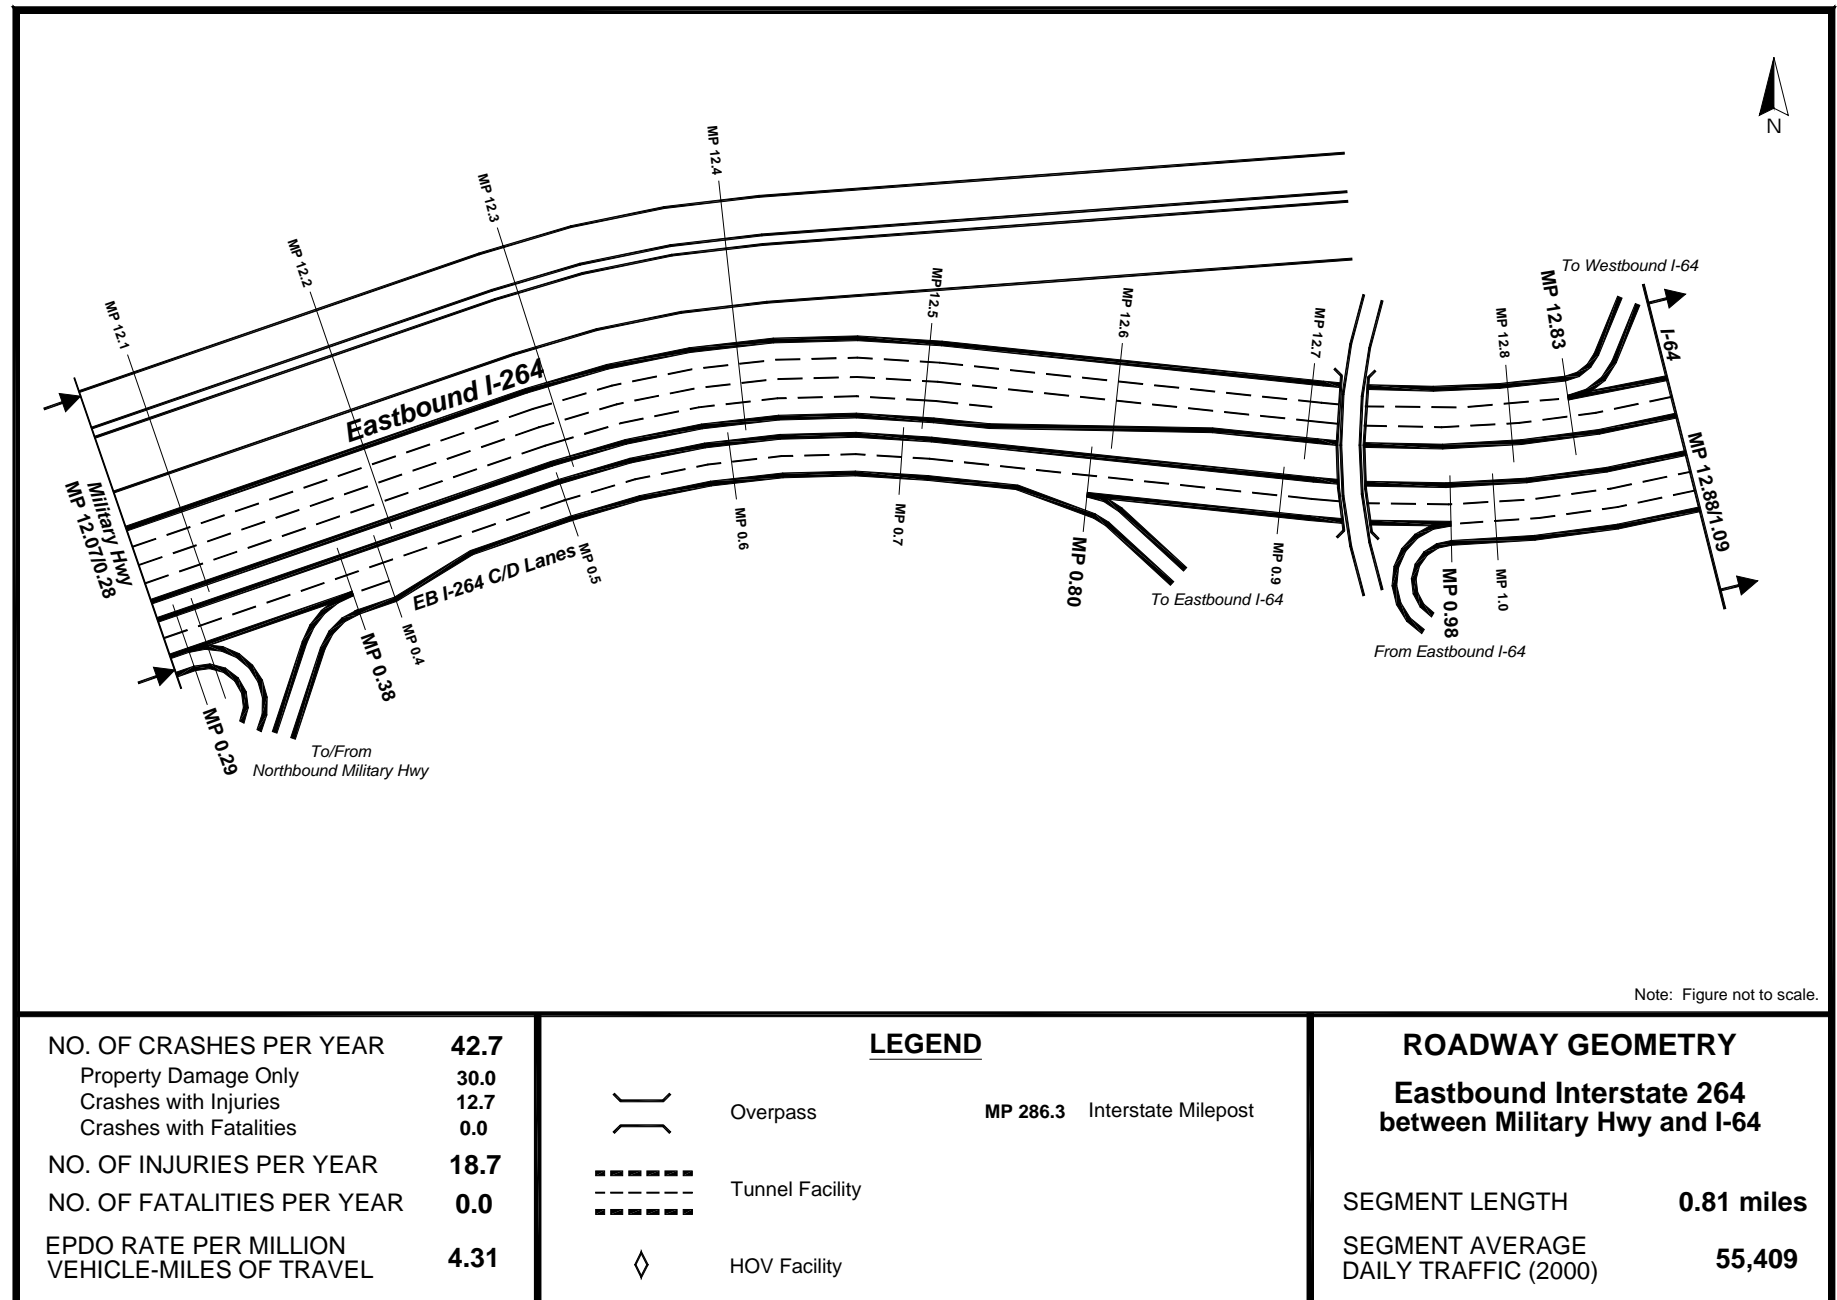 N
MP 12.1
MP 12.2
MP 12.3
MP 12.4
MP 12.5
MP 12.6
MP 12.7
MP 12.8
MP 12.83
To Westbound I-64
I-64
MP 12.88/1.09
Eastbound I-264
Military Hwy
MP 12.07/0.28
EB I-264 C/D Lanes
MP 0.29
MP 0.38
MP 0.4
MP 0.5
MP 0.6
MP 0.7
MP 0.80
MP 0.9
MP 0.98
MP 1.0
To/From
Northbound Military Hwy
To Eastbound I-64
From Eastbound I-64
Note: Figure not to scale.
NO. OF CRASHES PER YEAR 42.7
Property Damage Only 30.0
Crashes with Injuries 12.7
Crashes with Fatalities 0.0
NO. OF INJURIES PER YEAR 18.7
NO. OF FATALITIES PER YEAR 0.0
EPDO RATE PER MILLION
VEHICLE-MILES OF TRAVEL 4.31
LEGEND
Overpass
MP 286.3 Interstate Milepost
Tunnel Facility
HOV Facility
ROADWAY GEOMETRY
Eastbound Interstate 264
between Military Hwy and I-64
SEGMENT LENGTH 0.81 miles
SEGMENT AVERAGE
DAILY TRAFFIC (2000) 55,409